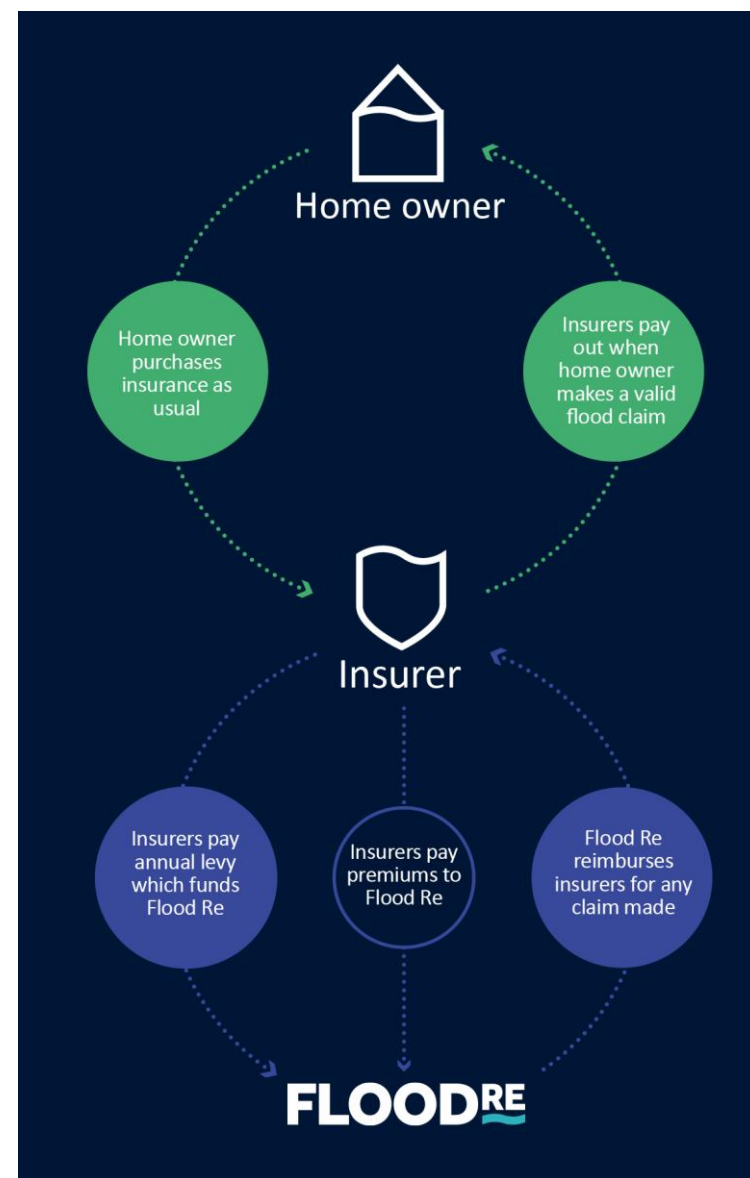 Home owner
Home owner
purchases
insurance as
usual
Insurers pay
out when
home owner
makes a valid
flood claim
Insurer
Insurers pay
annual levy
which funds
Flood Re
Insurers pay
premiums to
Flood Re
Flood Re
reimburses
insurers for any
claim made
FLOODRE